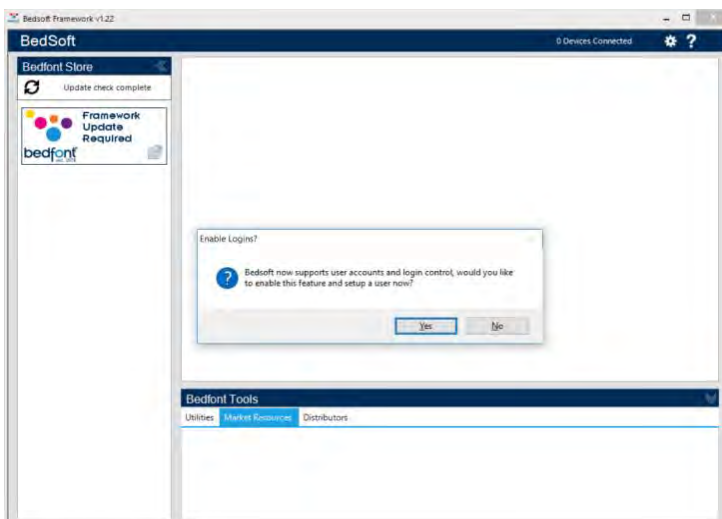 Bedsoft Framework v1.22
BedSoft
0 Devices Connected
?
Bedfont Store
Update check complete
Framework
Update
Required
bedfont
Enable Logins?
?
Bedsoft now supports user accounts and login control, would you like
to enable this feature and setup a user now?
Yes
No
Bedfont Tools
Utilities
Market Resources
Distributors